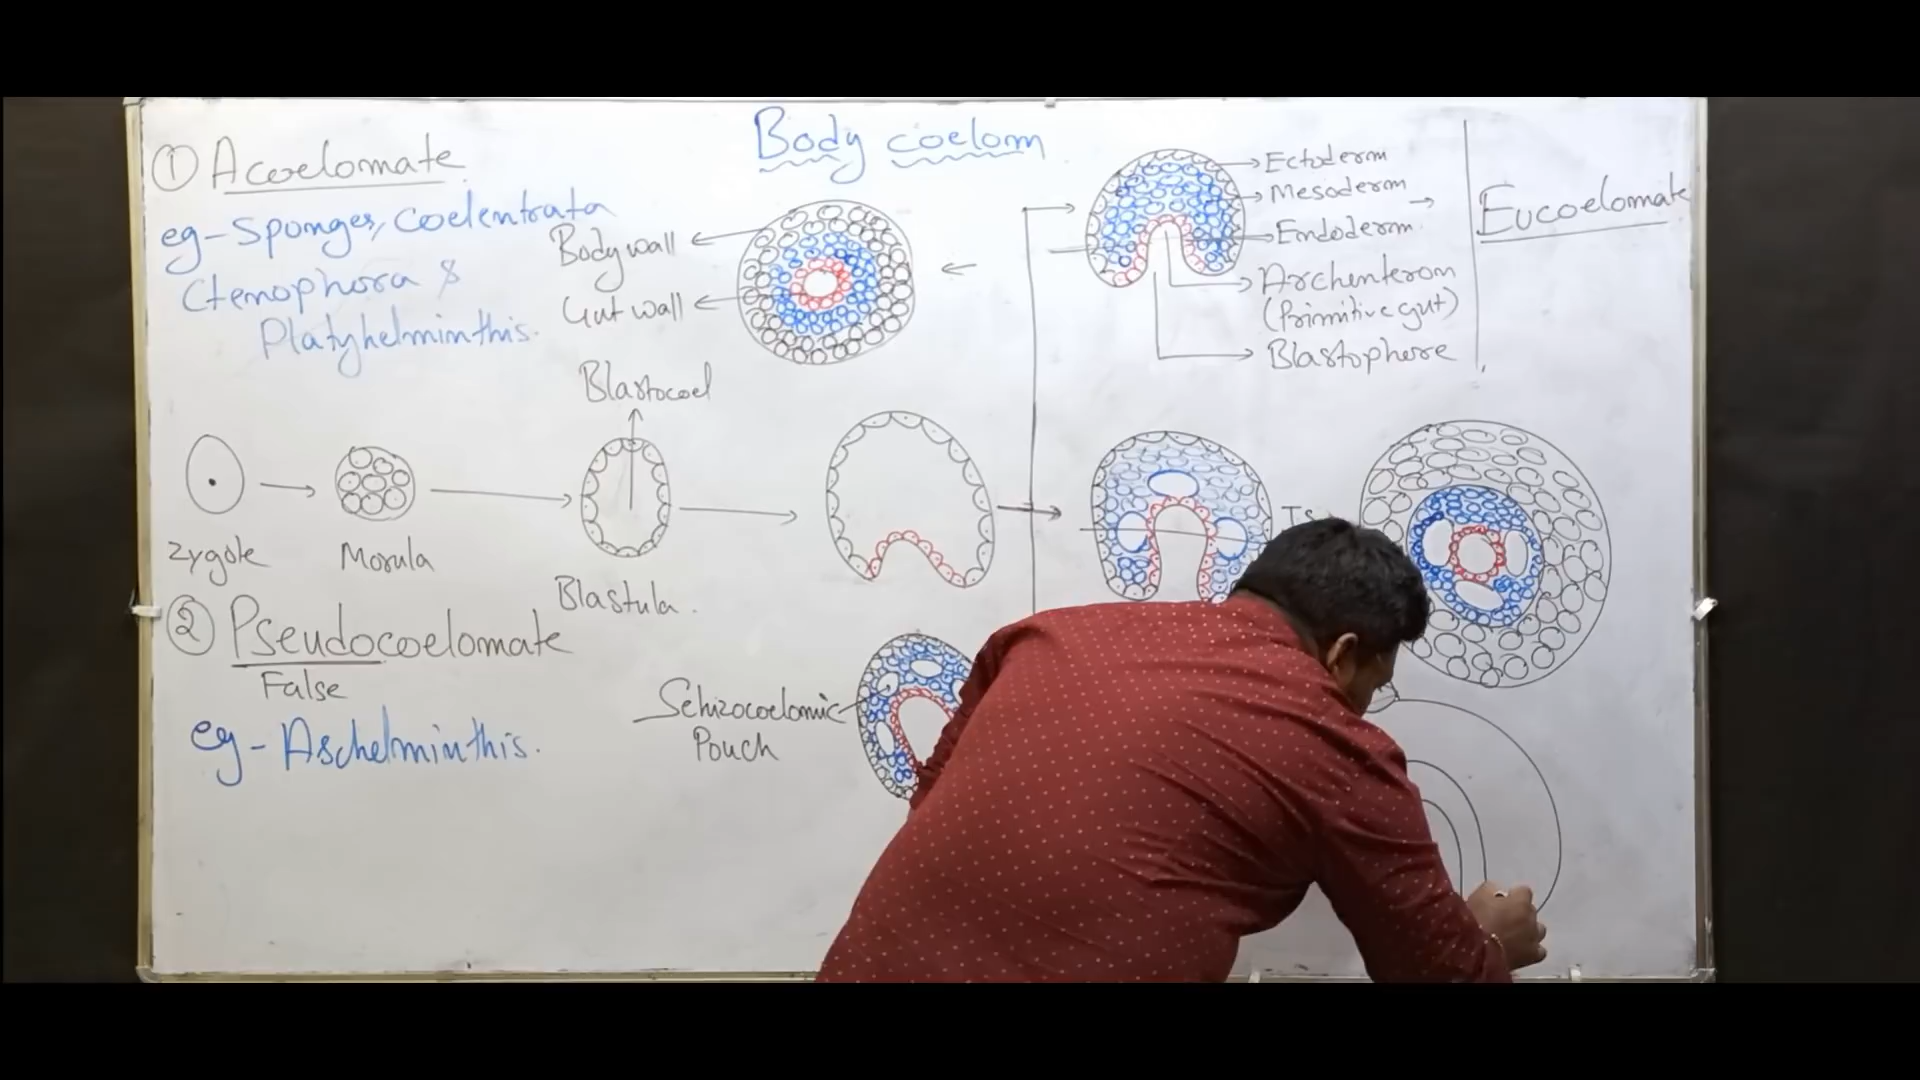 Body coelom
① Acoelomate
eg- Sponges, Coelentrata
Ctenophora &
Platyhelminthis.
Body wall
Gut wall
Ectoderm
Mesoderm
Endoderm
Archenteron
(Primitive gut)
Blastophore
Eucoelomate
Blastocoel
Zygote
Morula
Blastula.
② Pseudocoelomate
False
eg- Aschelminthis.
Schizocoelomic
Pouch